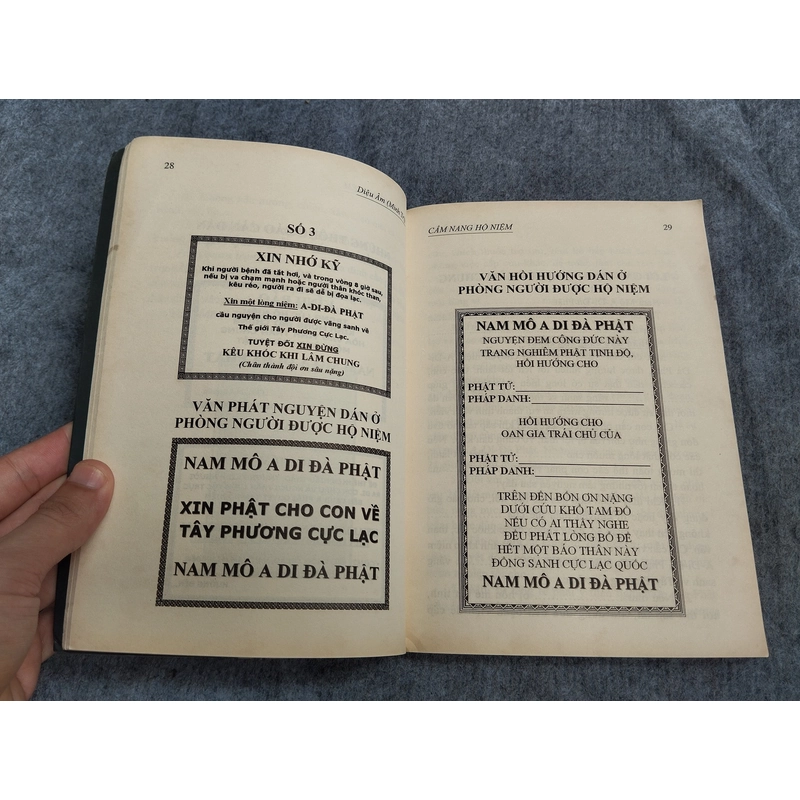 28
Diệu Âm (Minh
SỐ 3
XIN NHỚ KỸ
Khi người bệnh đã tắt hơi, và trong vòng 8 giờ sau,
nếu bị va chạm mạnh hoặc người thân khóc than,
kêu réo, người ra đi sẽ dễ bị đọa lạc.
Xin một lòng niệm: A-DI-ĐÀ PHẬT
cầu nguyện cho người được vãng sanh về
Thế giới Tây Phương Cực Lạc.
TUYỆT ĐỐI XIN ĐỪNG
KÊU KHÓC KHI LÂM CHUNG
(Chân thành đội ơn sâu nặng)
VĂN PHÁT NGUYỆN DÁN Ở
PHÒNG NGƯỜI ĐƯỢC HỘ NIỆM
NAM MÔ A DI ĐÀ PHẬT
XIN PHẬT CHO CON VỀ
TÂY PHƯƠNG CỰC LẠC
NAM MÔ A DI ĐÀ PHẬT
CẨM NANG HỘ NIỆM
29
VĂN HỒI HƯỚNG DÁN Ở
PHÒNG NGƯỜI ĐƯỢC HỘ NIỆM
NAM MÔ A DI ĐÀ PHẬT
NGUYỆN ĐEM CÔNG ĐỨC NÀY
TRANG NGHIÊM PHẬT TỊNH ĐỘ,
HỒI HƯỚNG CHO
PHẬT TỬ:
PHÁP DANH:
HỒI HƯỚNG CHO
OAN GIA TRÁI CHỦ CỦA
PHẬT TỬ:
PHÁP DANH:
TRÊN ĐỀN BỐN ƠN NẶNG
DƯỚI CỨU KHỔ TAM ĐỒ
NẾU CÓ AI THẤY NGHE
ĐỀU PHÁT LÒNG BỒ ĐỀ
HẾT MỘT BÁO THÂN NÀY
ĐỒNG SANH CỰC LẠC QUỐC
NAM MÔ A DI ĐÀ PHẬT